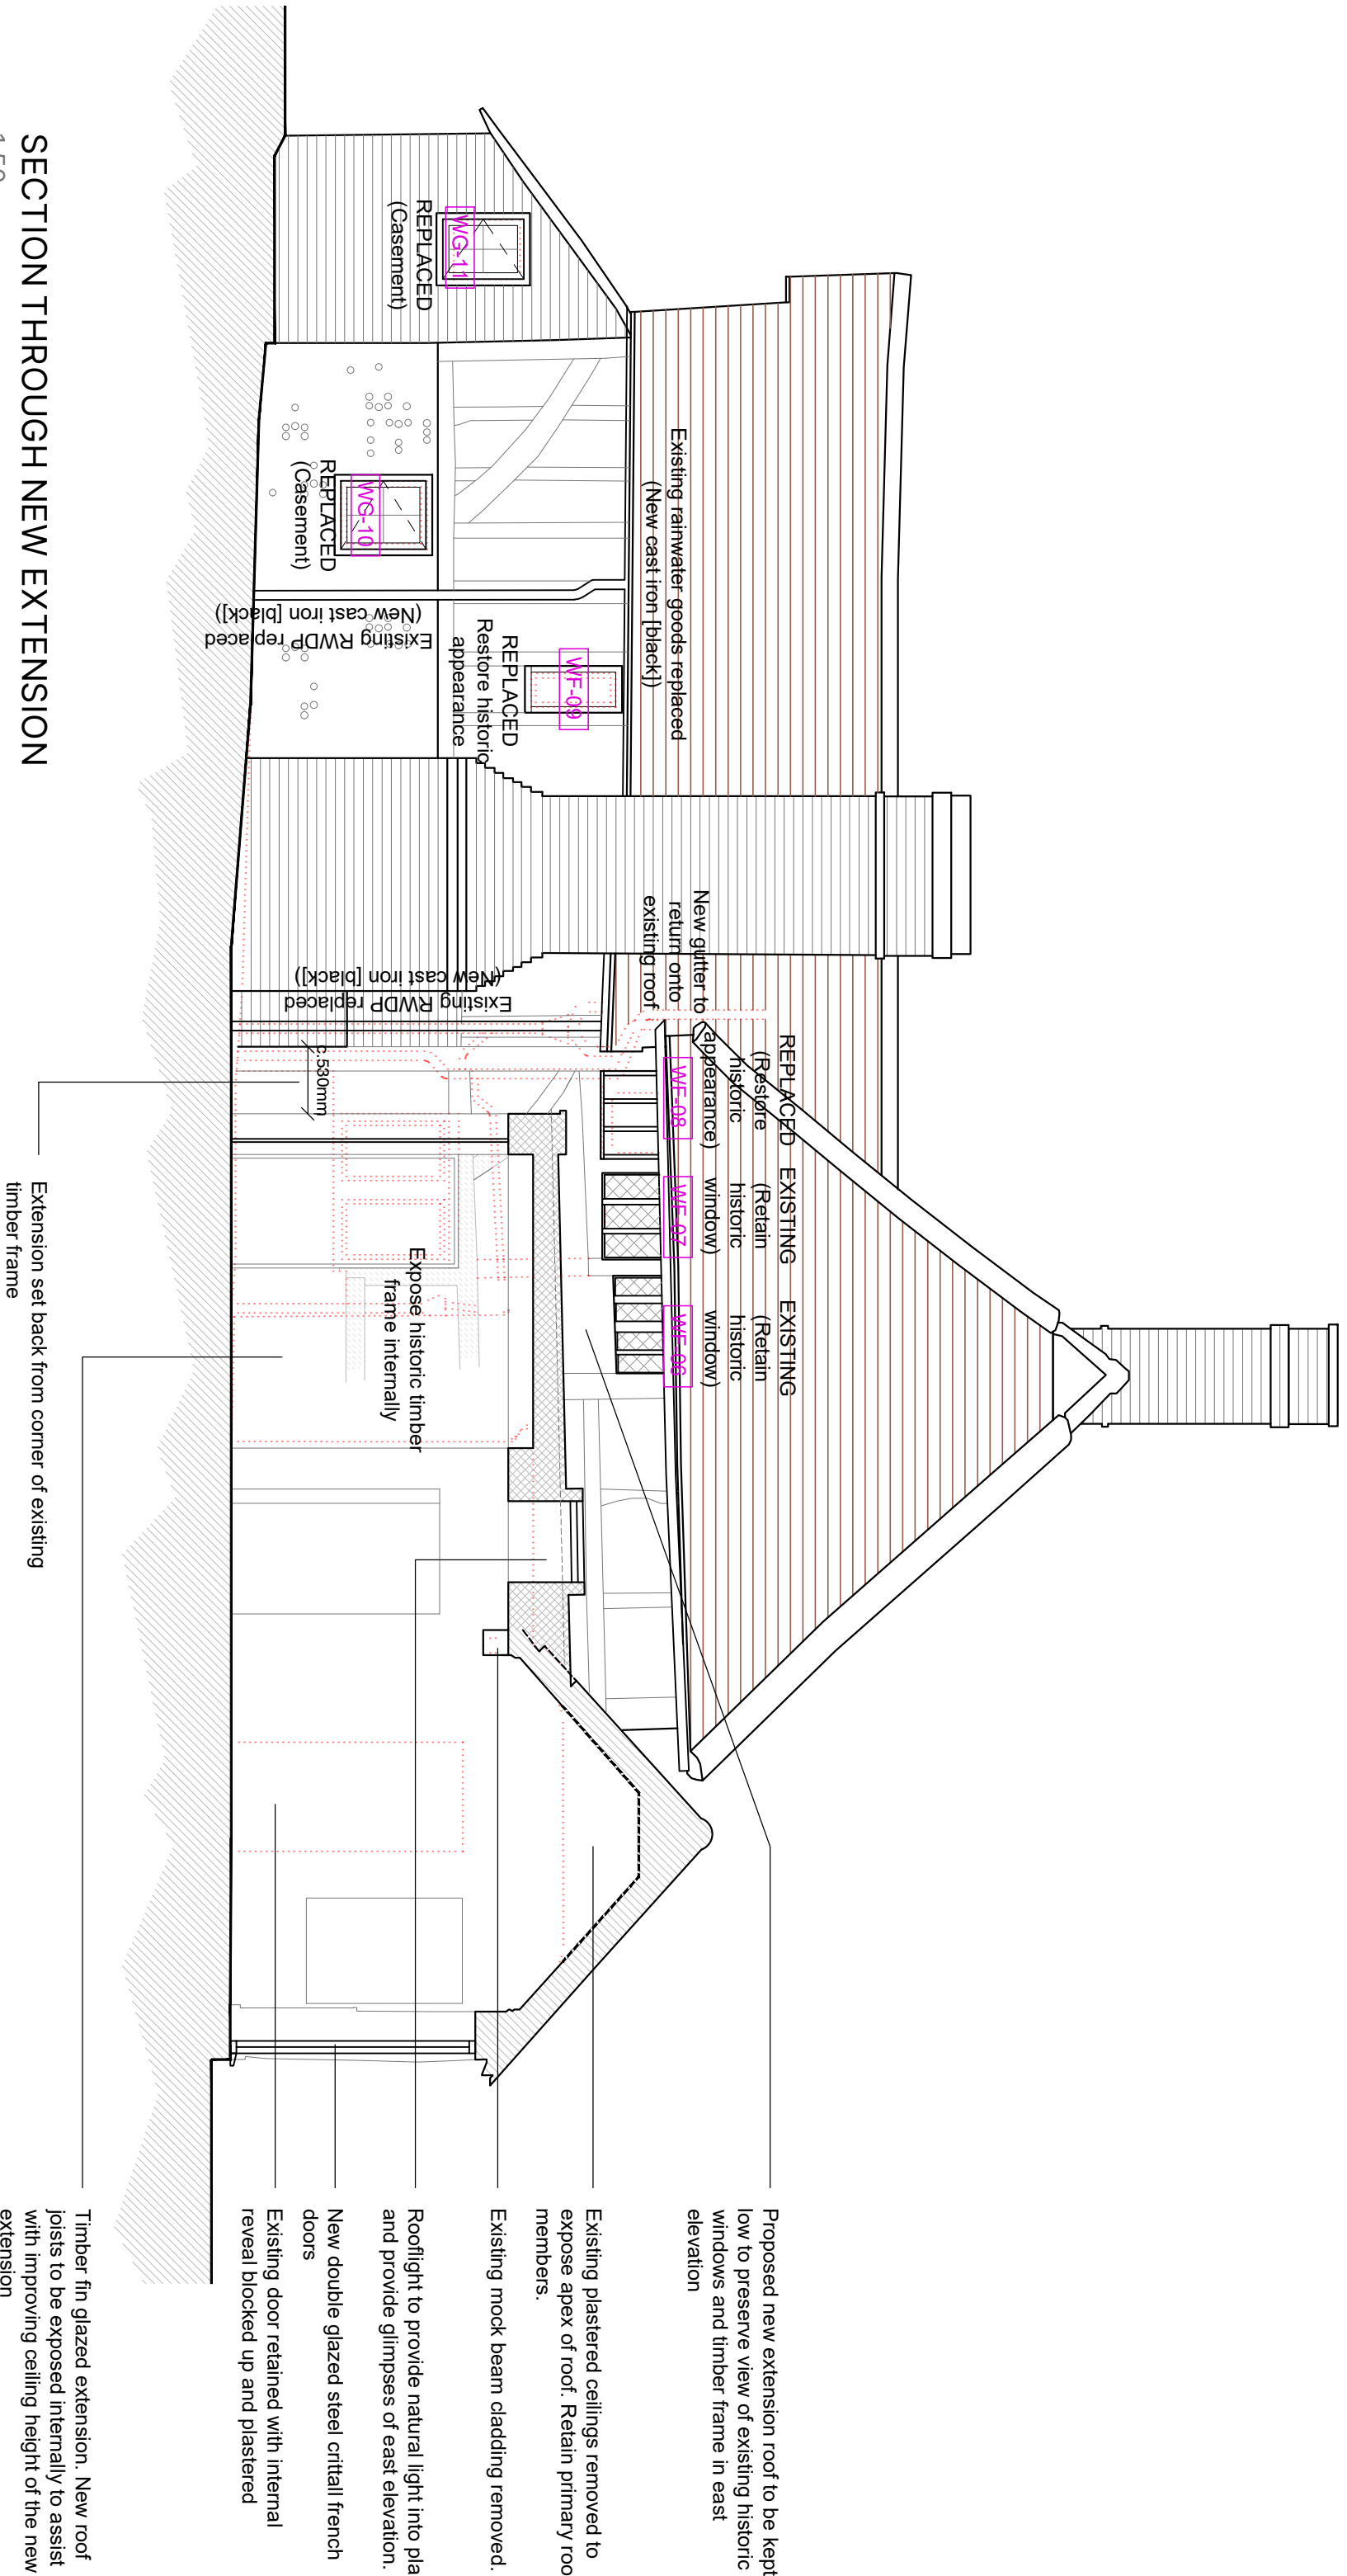 WG-11
REPLACED
(Casement)
WG-10
REPLACED
(Casement)
Existing rainwater goods replaced
(New cast iron [black])
Existing RWDP replaced
(New cast iron [black])
WF-09
REPLACED
Restore historic
appearance
New gutter to
return onto
existing roof
Existing RWDP replaced
(New cast iron [black])
c.530mm
REPLACED
(Restore
historic
appearance)
WF-08
EXISTING
(Retain
historic
window)
WF-07
EXISTING
(Retain
historic
window)
WF-06
Expose historic timber
frame internally
Proposed new extension roof to be kept
low to preserve view of existing historic
windows and timber frame in east
elevation
Existing plastered ceilings removed to
expose apex of roof. Retain primary roo
members.
Existing mock beam cladding removed.
Rooflight to provide natural light into pla
and provide glimpses of east elevation.
New double glazed steel crittall french
doors
Existing door retained with internal
reveal blocked up and plastered
Timber fin glazed extension. New roof
joists to be exposed internally to assist
with improving ceiling height of the new
extension
Extension set back from corner of existing
timber frame
SECTION THROUGH NEW EXTENSION